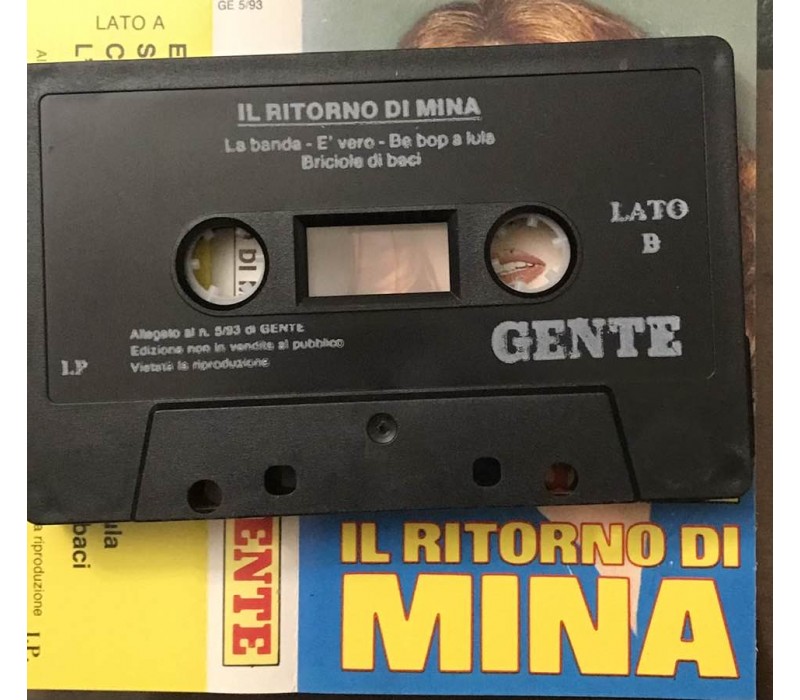 GE 5/93
LATO A
IL RITORNO DI MINA
La banda - E' vero - Be bop a lula
Briciole di baci
LATO
B
DI M
Allegato al n. 5/93 di GENTE
Edizione non in vendita al pubblico
Vietata la riproduzione
LP
GENTE
ula
baci
a riproduzione
LP
ENTE
IL RITORNO DI
MINA